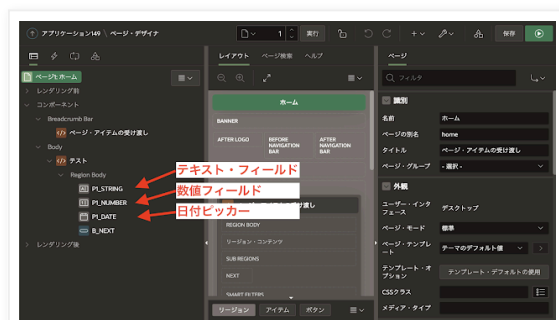 アプリケーション149 \ ページ・デザイナ
1
実行
保存
レイアウト
ページ検索
ヘルプ
ページ
ページ1: ホーム
レンダリング前
コンポーネント
Breadcrumb Bar
ページ・アイテムの受け渡し
Body
テスト
Region Body
P1_STRING
P1_NUMBER
P1_DATE
B_NEXT
レンダリング後
テキスト・フィールド
数値フィールド
日付ピッカー
ホーム
BANNER
AFTER LOGO
BEFORE NAVIGATION BAR
AFTER NAVIGATION BAR
の受け渡し
REGION BODY
リージョン・コンテンツ
SUB REGIONS
NEXT
SMART FILTERS
リージョン
アイテム
ボタン
フィルタ
識別
名前
ホーム
ページの別名
home
タイトル
ページ・アイテムの受け渡し
ページ・グループ
- 選択 -
外観
ユーザー・インタフェース
デスクトップ
ページ・モード
標準
ページ・テンプレート
テーマのデフォルト値
テンプレート・オプション
テンプレート・デフォルトの使用
CSSクラス
メディア・タイプ